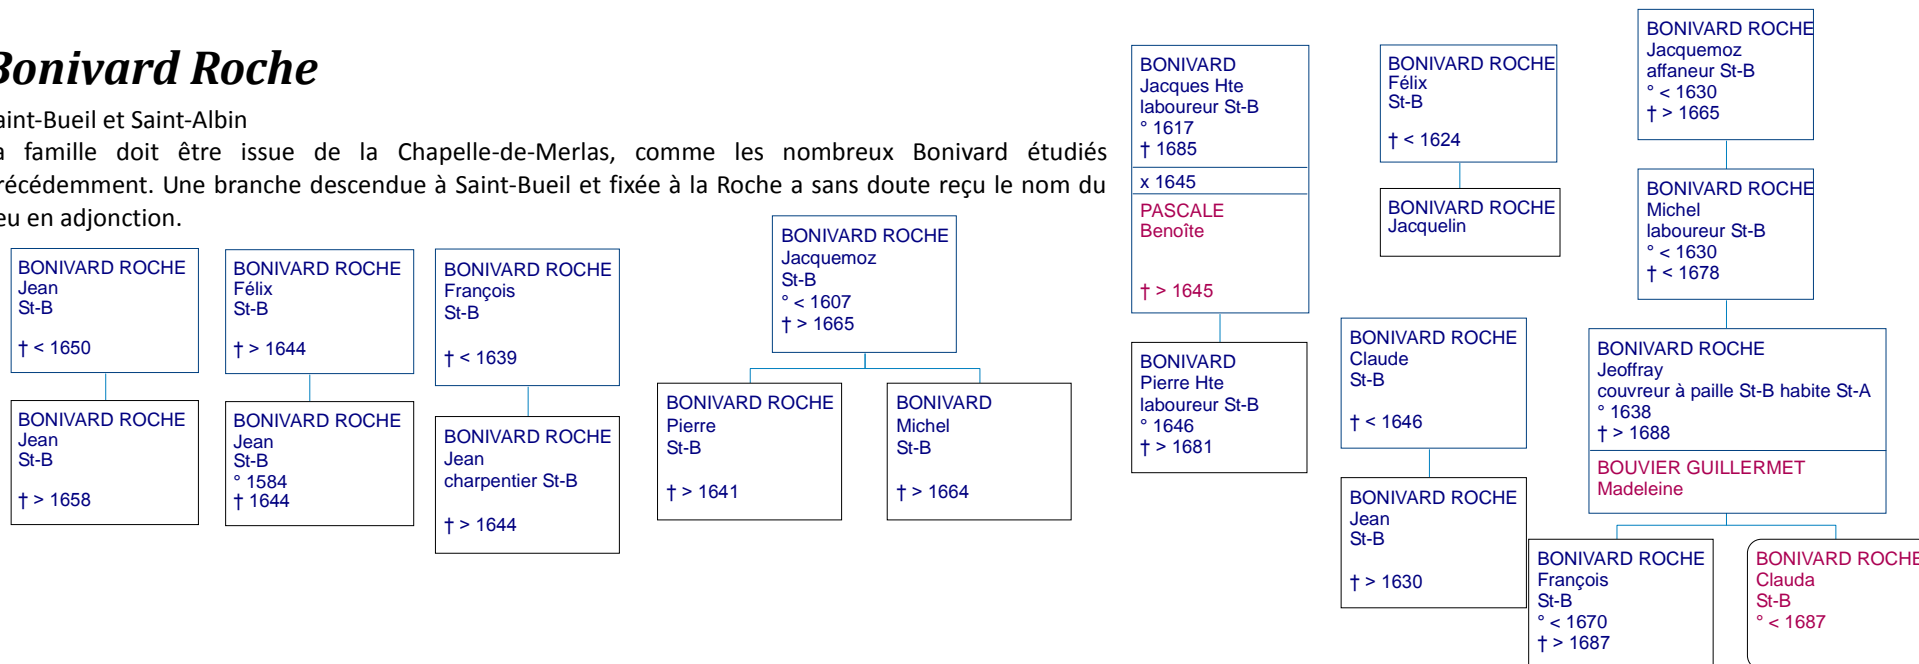 Bonivard Roche
aint-Bueil et Saint-Albin
a famille doit être issue de la Chapelle-de-Merlas, comme les nombreux Bonivard étudiés
récédemment. Une branche descendue à Saint-Bueil et fixée à la Roche a sans doute reçu le nom du
eu en adjonction.
BONIVARD ROCHE
Jean
St-B
† < 1650
BONIVARD ROCHE
Jean
St-B
† > 1658
BONIVARD ROCHE
Félix
St-B
† > 1644
BONIVARD ROCHE
Jean
St-B
° 1584
† 1644
BONIVARD ROCHE
François
St-B
† < 1639
BONIVARD ROCHE
Jean
charpentier St-B
† > 1644
BONIVARD ROCHE
Jacquemoz
St-B
° < 1607
† > 1665
BONIVARD ROCHE
Pierre
St-B
† > 1641
BONIVARD
Michel
St-B
† > 1664
BONIVARD
Jacques Hte
laboureur St-B
° 1617
† 1685
x 1645
PASCALE
Benoîte
† > 1645
BONIVARD
Pierre Hte
laboureur St-B
° 1646
† > 1681
BONIVARD ROCHE
Félix
St-B
† < 1624
BONIVARD ROCHE
Jacquelin
BONIVARD ROCHE
Claude
St-B
† < 1646
BONIVARD ROCHE
Jean
St-B
† > 1630
BONIVARD ROCHE
Jacquemoz
affaneur St-B
° < 1630
† > 1665
BONIVARD ROCHE
Michel
laboureur St-B
° < 1630
† < 1678
BONIVARD ROCHE
Jeoffray
couvreur à paille St-B habite St-A
° 1638
† > 1688
BOUVIER GUILLERMET
Madeleine
BONIVARD ROCHE
François
St-B
° < 1670
† > 1687
BONIVARD ROCHE
Clauda
St-B
° < 1687